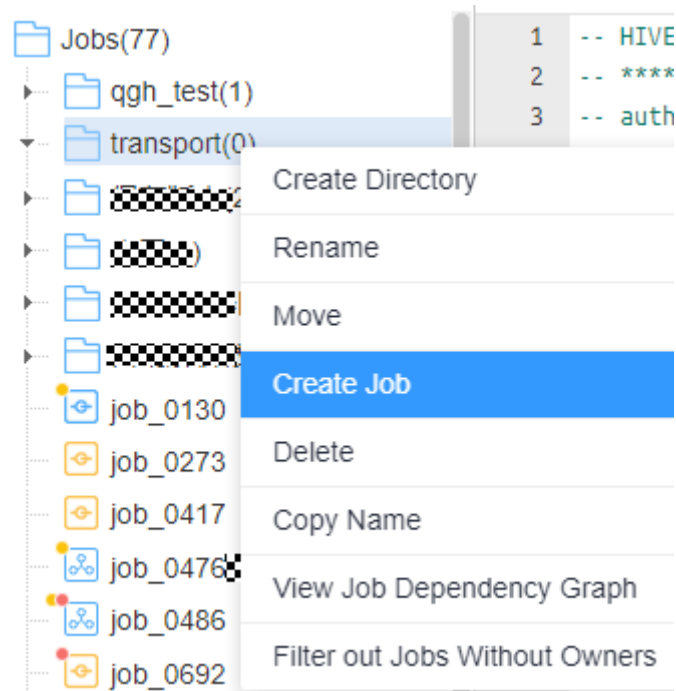 Jobs(77)
qgh_test(1)
transport(0)
job_0130
job_0273
job_0417
job_0476
job_0486
job_0692
Create Directory
Rename
Move
Create Job
Delete
Copy Name
View Job Dependency Graph
Filter out Jobs Without Owners
1 -- HIVE
2 -- ****
3 -- auth